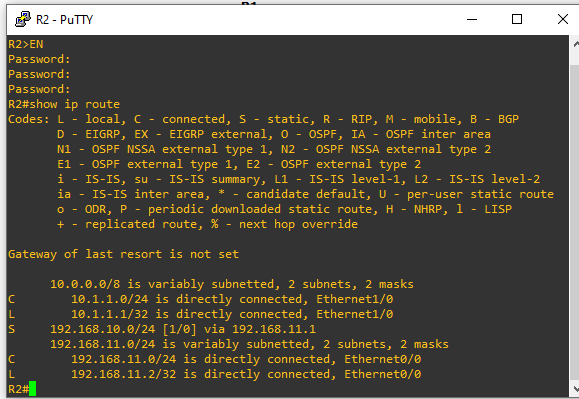 R2 - PuTTY
R2>EN
Password:
Password:
Password:
R2#show ip route
Codes: L - local, C - connected, S - static, R - RIP, M - mobile, B - BGP
       D - EIGRP, EX - EIGRP external, O - OSPF, IA - OSPF inter area
       N1 - OSPF NSSA external type 1, N2 - OSPF NSSA external type 2
       E1 - OSPF external type 1, E2 - OSPF external type 2
       i - IS-IS, su - IS-IS summary, L1 - IS-IS level-1, L2 - IS-IS level-2
       ia - IS-IS inter area, * - candidate default, U - per-user static route
       o - ODR, P - periodic downloaded static route, H - NHRP, l - LISP
       + - replicated route, % - next hop override
Gateway of last resort is not set
      10.0.0.0/8 is variably subnetted, 2 subnets, 2 masks
C        10.1.1.0/24 is directly connected, Ethernet1/0
L        10.1.1.1/32 is directly connected, Ethernet1/0
S     192.168.10.0/24 [1/0] via 192.168.11.1
      192.168.11.0/24 is variably subnetted, 2 subnets, 2 masks
C        192.168.11.0/24 is directly connected, Ethernet0/0
L        192.168.11.2/32 is directly connected, Ethernet0/0
R2#